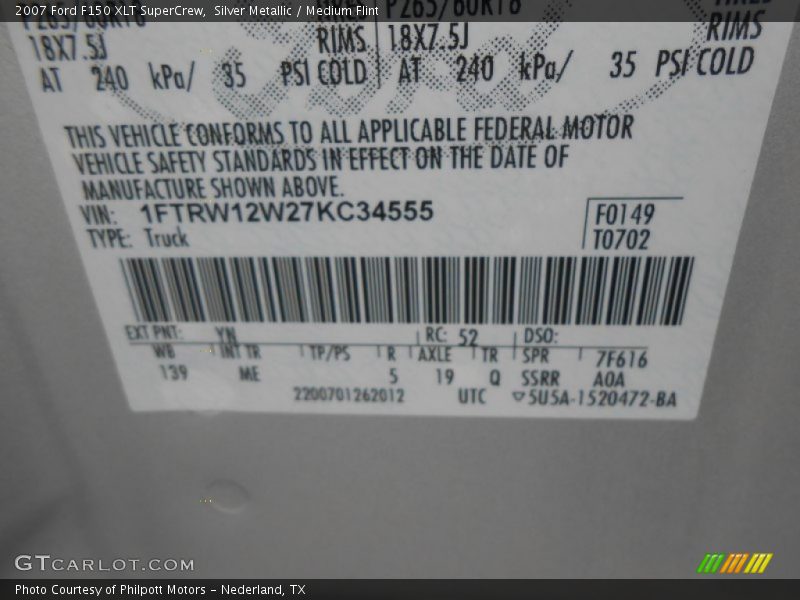 2007 Ford F150 XLT SuperCrew, Silver Metallic / Medium Flint
18X7.5J RIMS 18X7.5J RIMS
AT 240 kPa/ 35 PSI COLD AT 240 kPa/ 35 PSI COLD
THIS VEHICLE CONFORMS TO ALL APPLICABLE FEDERAL MOTOR
VEHICLE SAFETY STANDARDS IN EFFECT ON THE DATE OF
MANUFACTURE SHOWN ABOVE.
VIN: 1FTRW12W27KC34555 F0149
TYPE: Truck T0702
EXT PNT: YN RC: 52 DSO:
WB INT TR TP/PS R AXLE TR SPR 7F616
139 ME 5 19 Q SSRR A0A
2200701262012 UTC ▽5U5A-1520472-BA
GTCARLOT.COM
Photo Courtesy of Philpott Motors - Nederland, TX